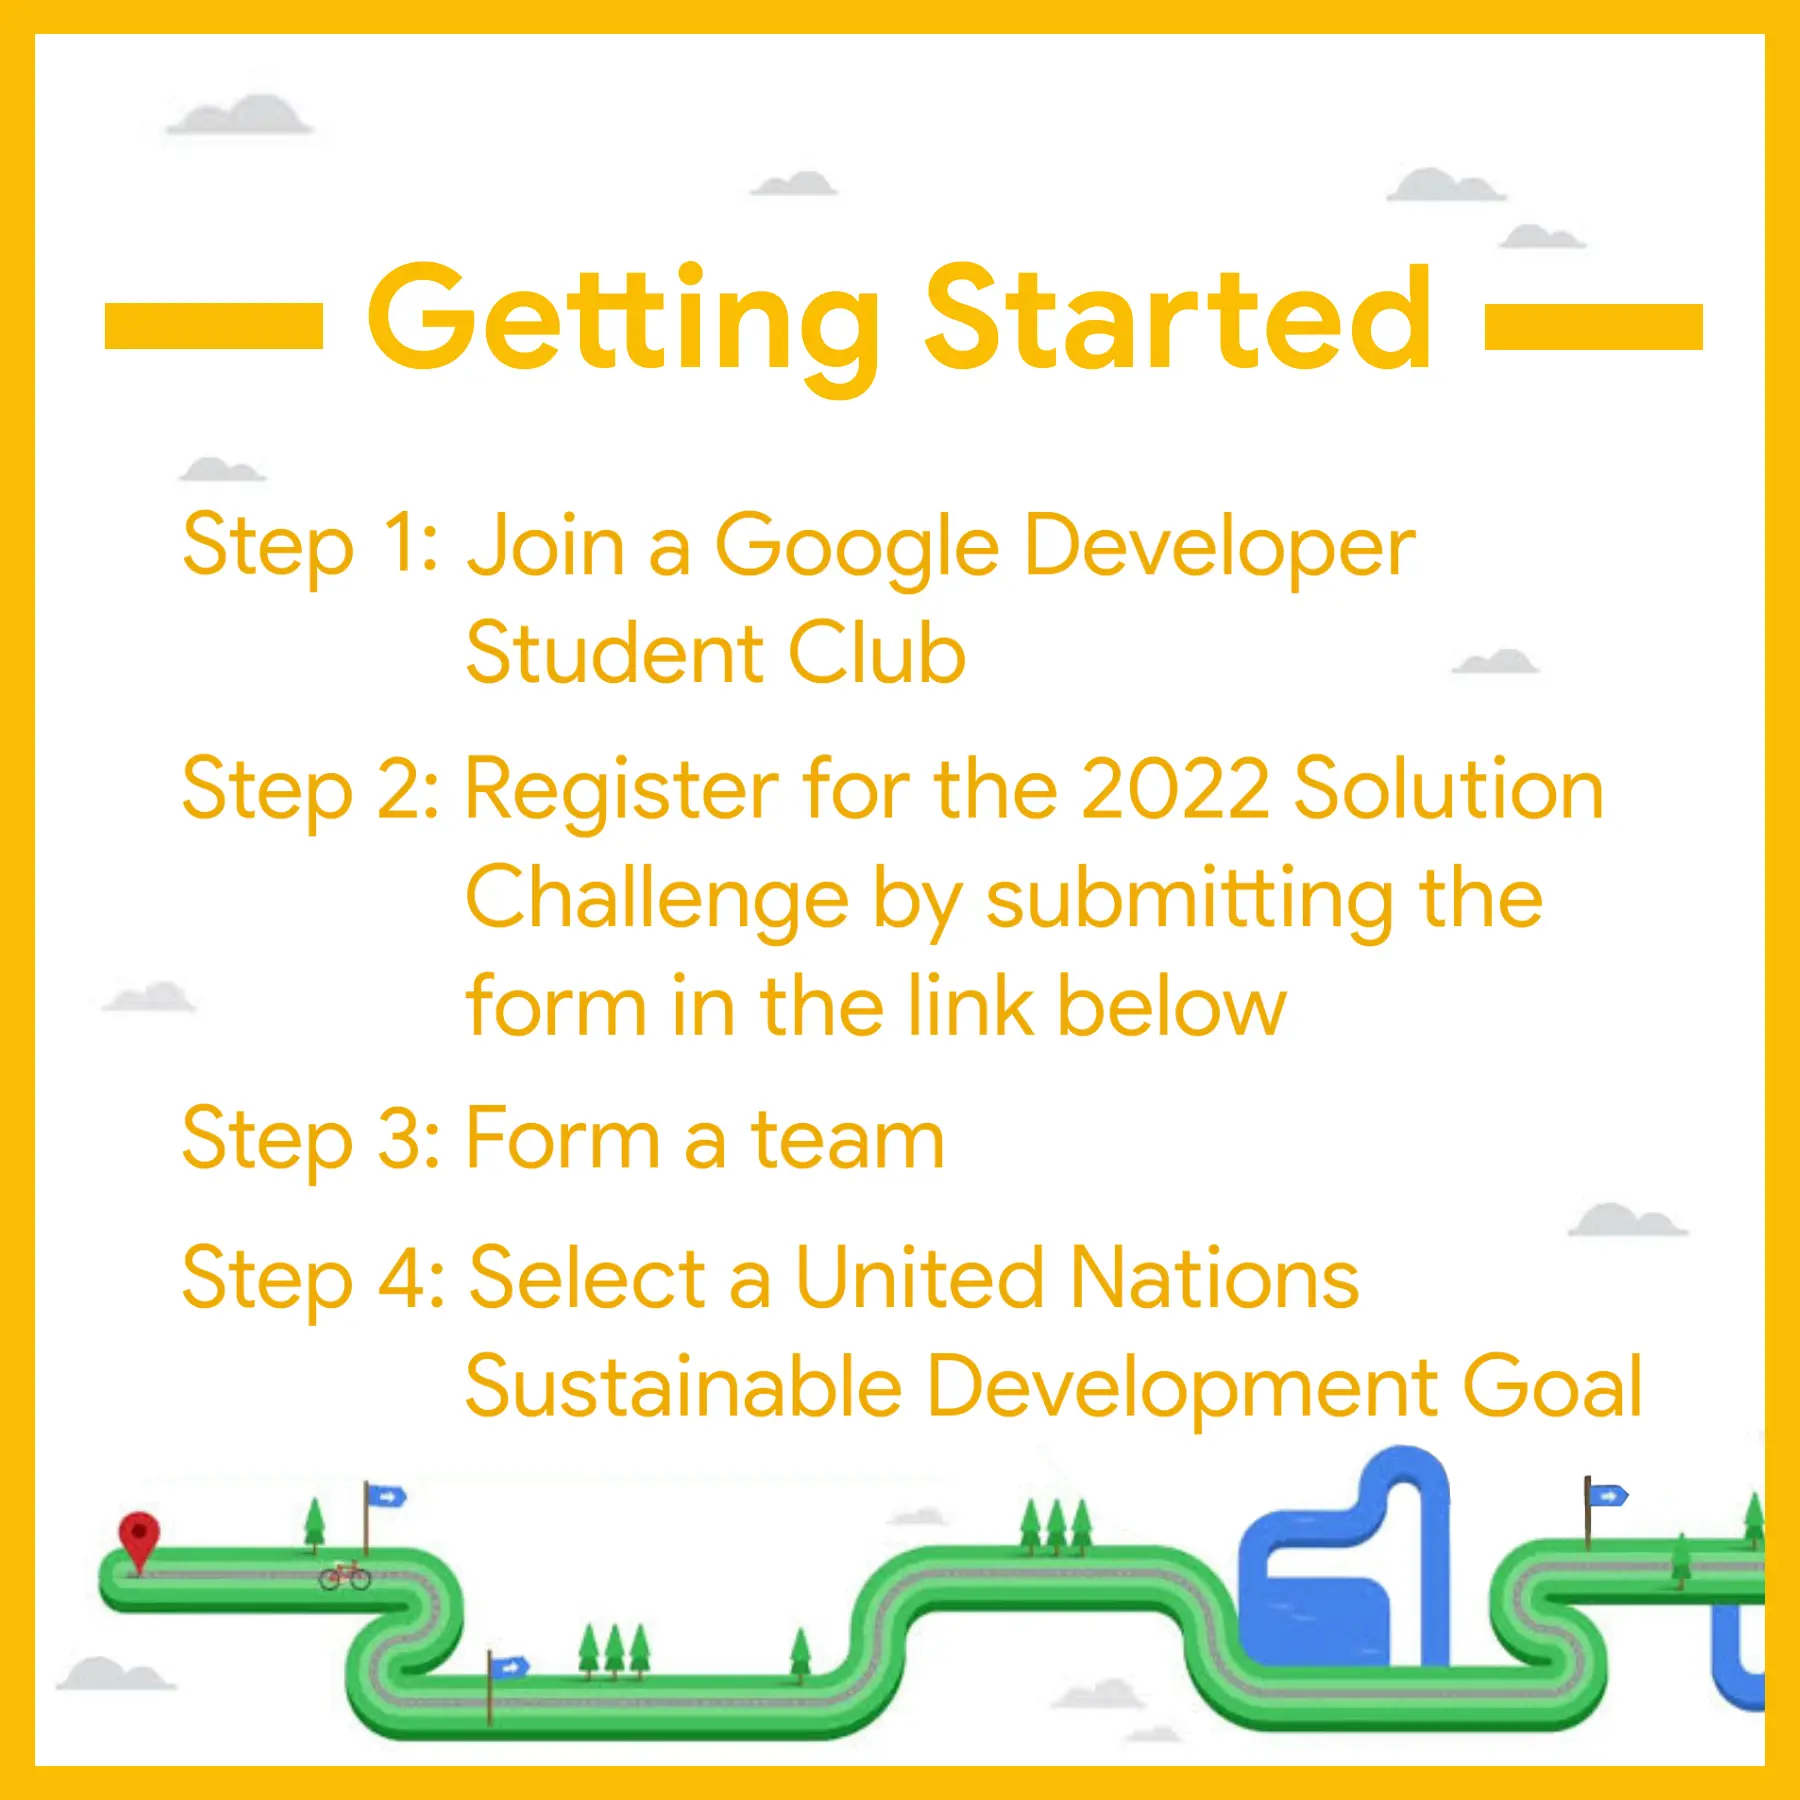 Getting Started
Step 1: Join a Google Developer
Student Club
Step 2: Register for the 2022 Solution
Challenge by submitting the
form in the link below
Step 3: Form a team
Step 4: Select a United Nations
Sustainable Development Goal